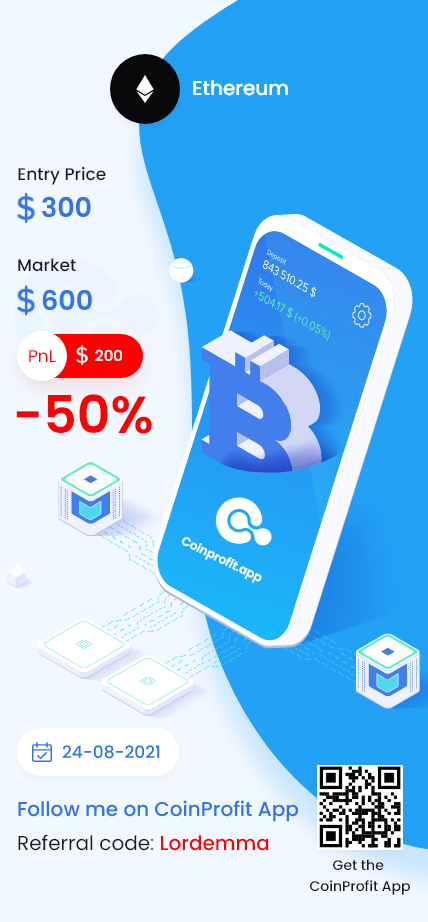 Ethereum
Entry Price
$ 300
Market
$ 600
PnL $ 200
-50%
Deposit
843 510.25 $
Today
+504.17 $ (+0.05%)
Coinprofit.app
24-08-2021
Follow me on CoinProfit App
Referral code: Lordemma
Get the
CoinProfit App